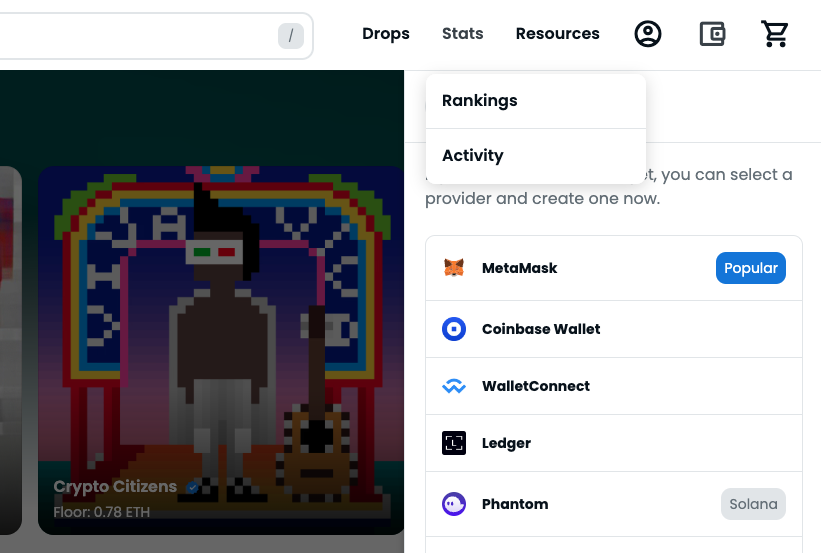 /
Drops
Stats
Resources
Rankings
Activity
you can select a
provider and create one now.
MetaMask
Popular
Coinbase Wallet
WalletConnect
Ledger
Phantom
Solana
Crypto Citizens
Floor: 0.78 ETH